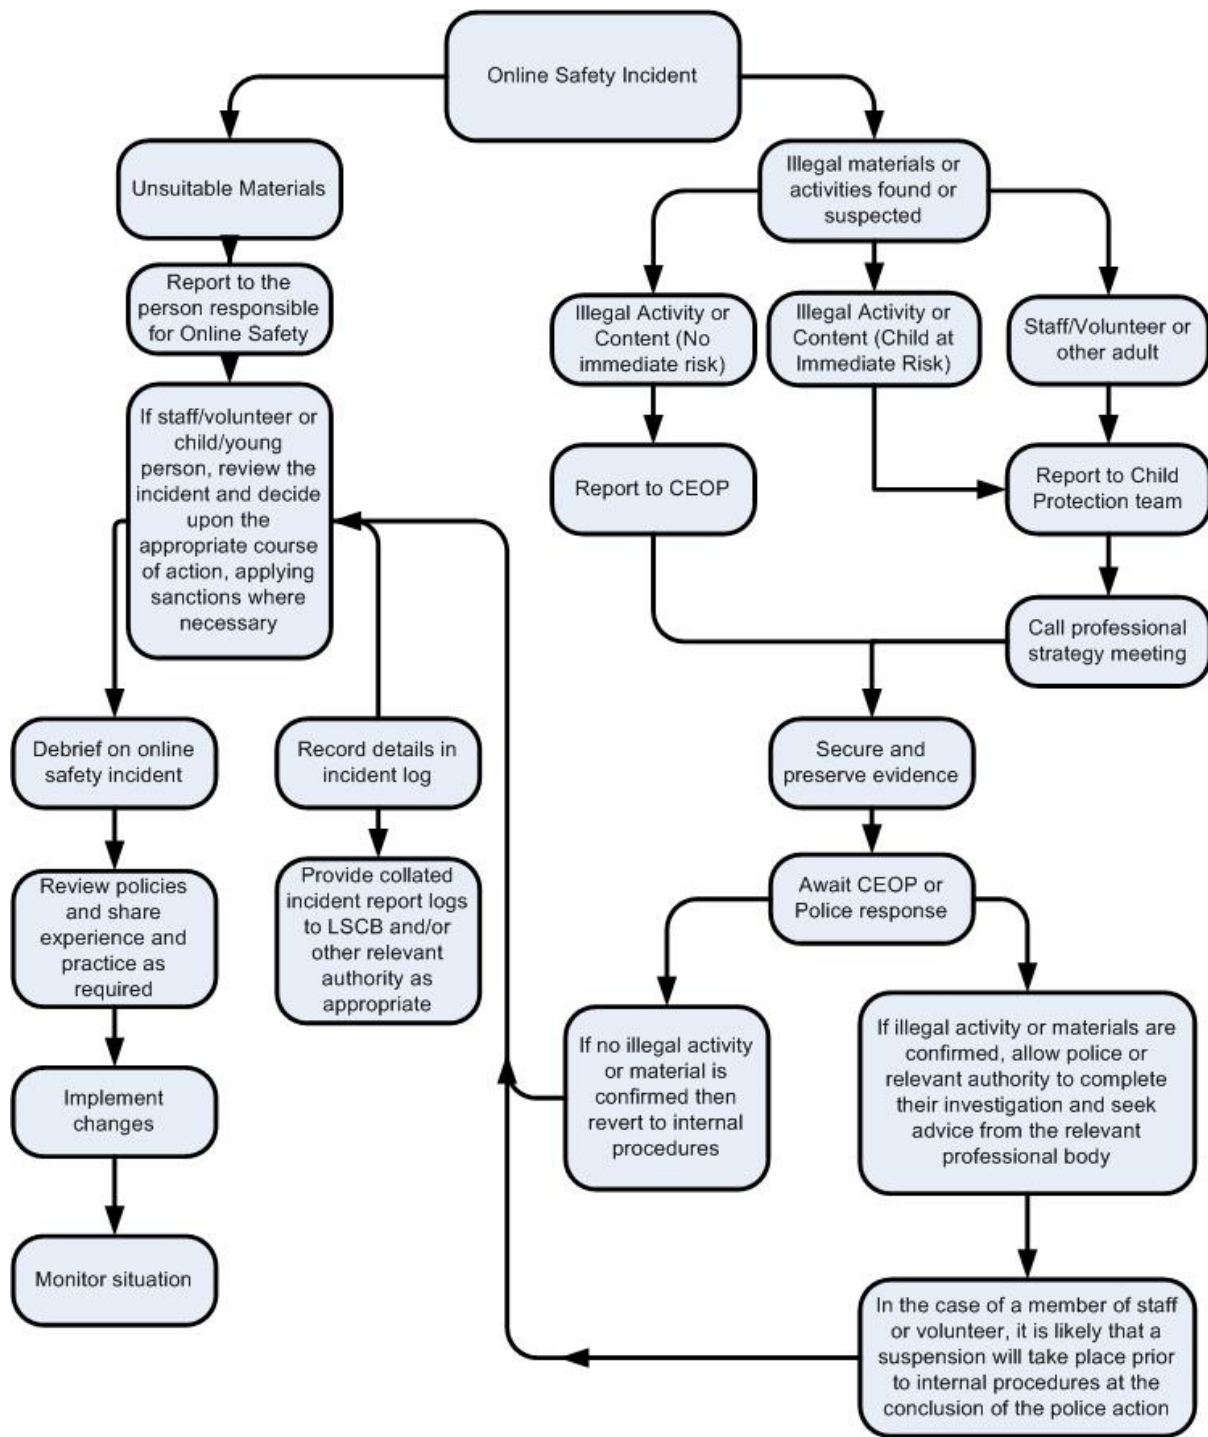 Online Safety Incident
Unsuitable Materials
Report to the
person responsible
for Online Safety
If staff/volunteer or
child/young
person, review the
incident and decide
upon the
appropriate course
of action, applying
sanctions where
necessary
Debrief on online
safety incident
Review policies
and share
experience and
practice as
required
Implement
changes
Monitor situation
Record details in
incident log
Provide collated
incident report logs
to LSCB and/or
other relevant
authority as
appropriate
Illegal materials or
activities found or
suspected
Illegal Activity or
Content (No
immediate risk)
Illegal Activity or
Content (Child at
Immediate Risk)
Staff/Volunteer or
other adult
Report to CEOP
Report to Child
Protection team
Call professional
strategy meeting
Secure and
preserve evidence
Await CEOP or
Police response
If no illegal activity
or material is
confirmed then
revert to internal
procedures
If illegal activity or materials are
confirmed, allow police or
relevant authority to complete
their investigation and seek
advice from the relevant
professional body
In the case of a member of staff
or volunteer, it is likely that a
suspension will take place prior
to internal procedures at the
conclusion of the police action